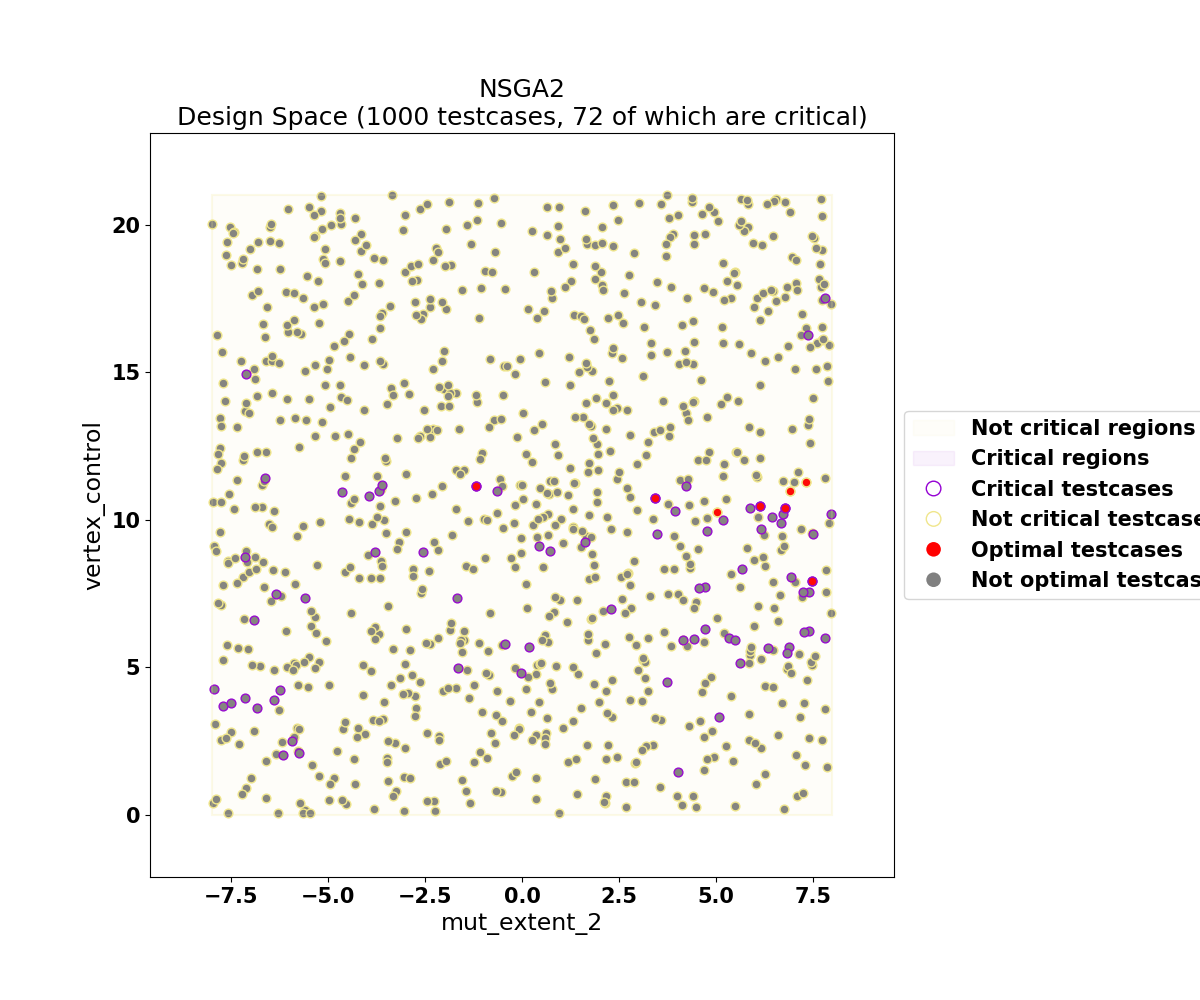 NSGA2
Design Space (1000 testcases, 72 of which are critical)
20
15
10
5
0
vertex_control
−7.5 −5.0 −2.5 0.0 2.5 5.0 7.5
mut_extent_2
Not critical regions
Critical regions
Critical testcases
Not critical testcase
Optimal testcases
Not optimal testcas